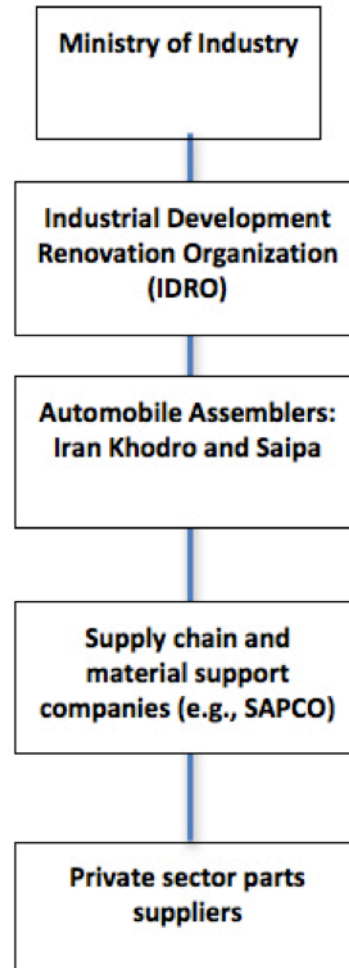 Ministry of Industry
Industrial Development
Renovation Organization
(IDRO)
Automobile Assemblers:
Iran Khodro and Saipa
Supply chain and
material support
companies (e.g., SAPCO)
Private sector parts
suppliers